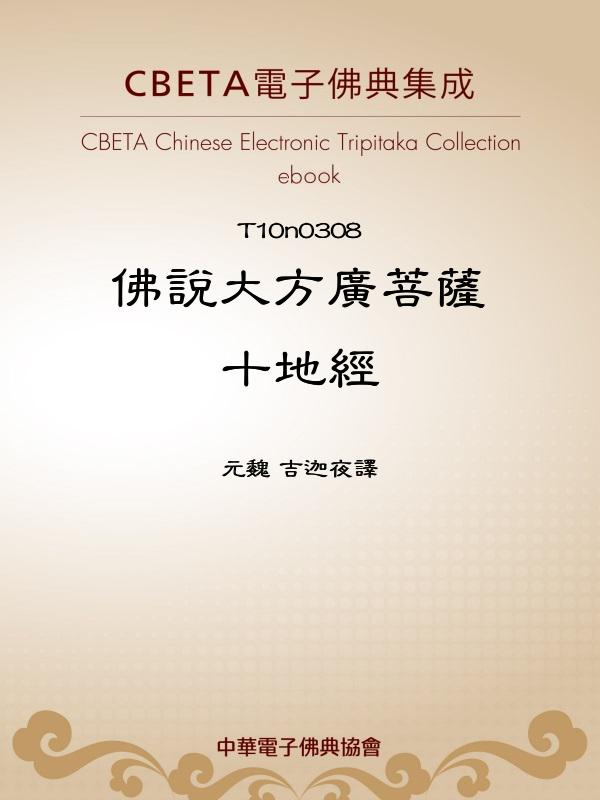 CBETA電子佛典集成
CBETA Chinese Electronic Tripitaka Collection
ebook
T10n0308
佛說大方廣菩薩
十地經
元魏 吉迦夜譯
中華電子佛典協會